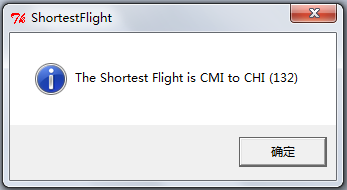 ShortestFlight
The Shortest Flight is CMI to CHI (132)
确定